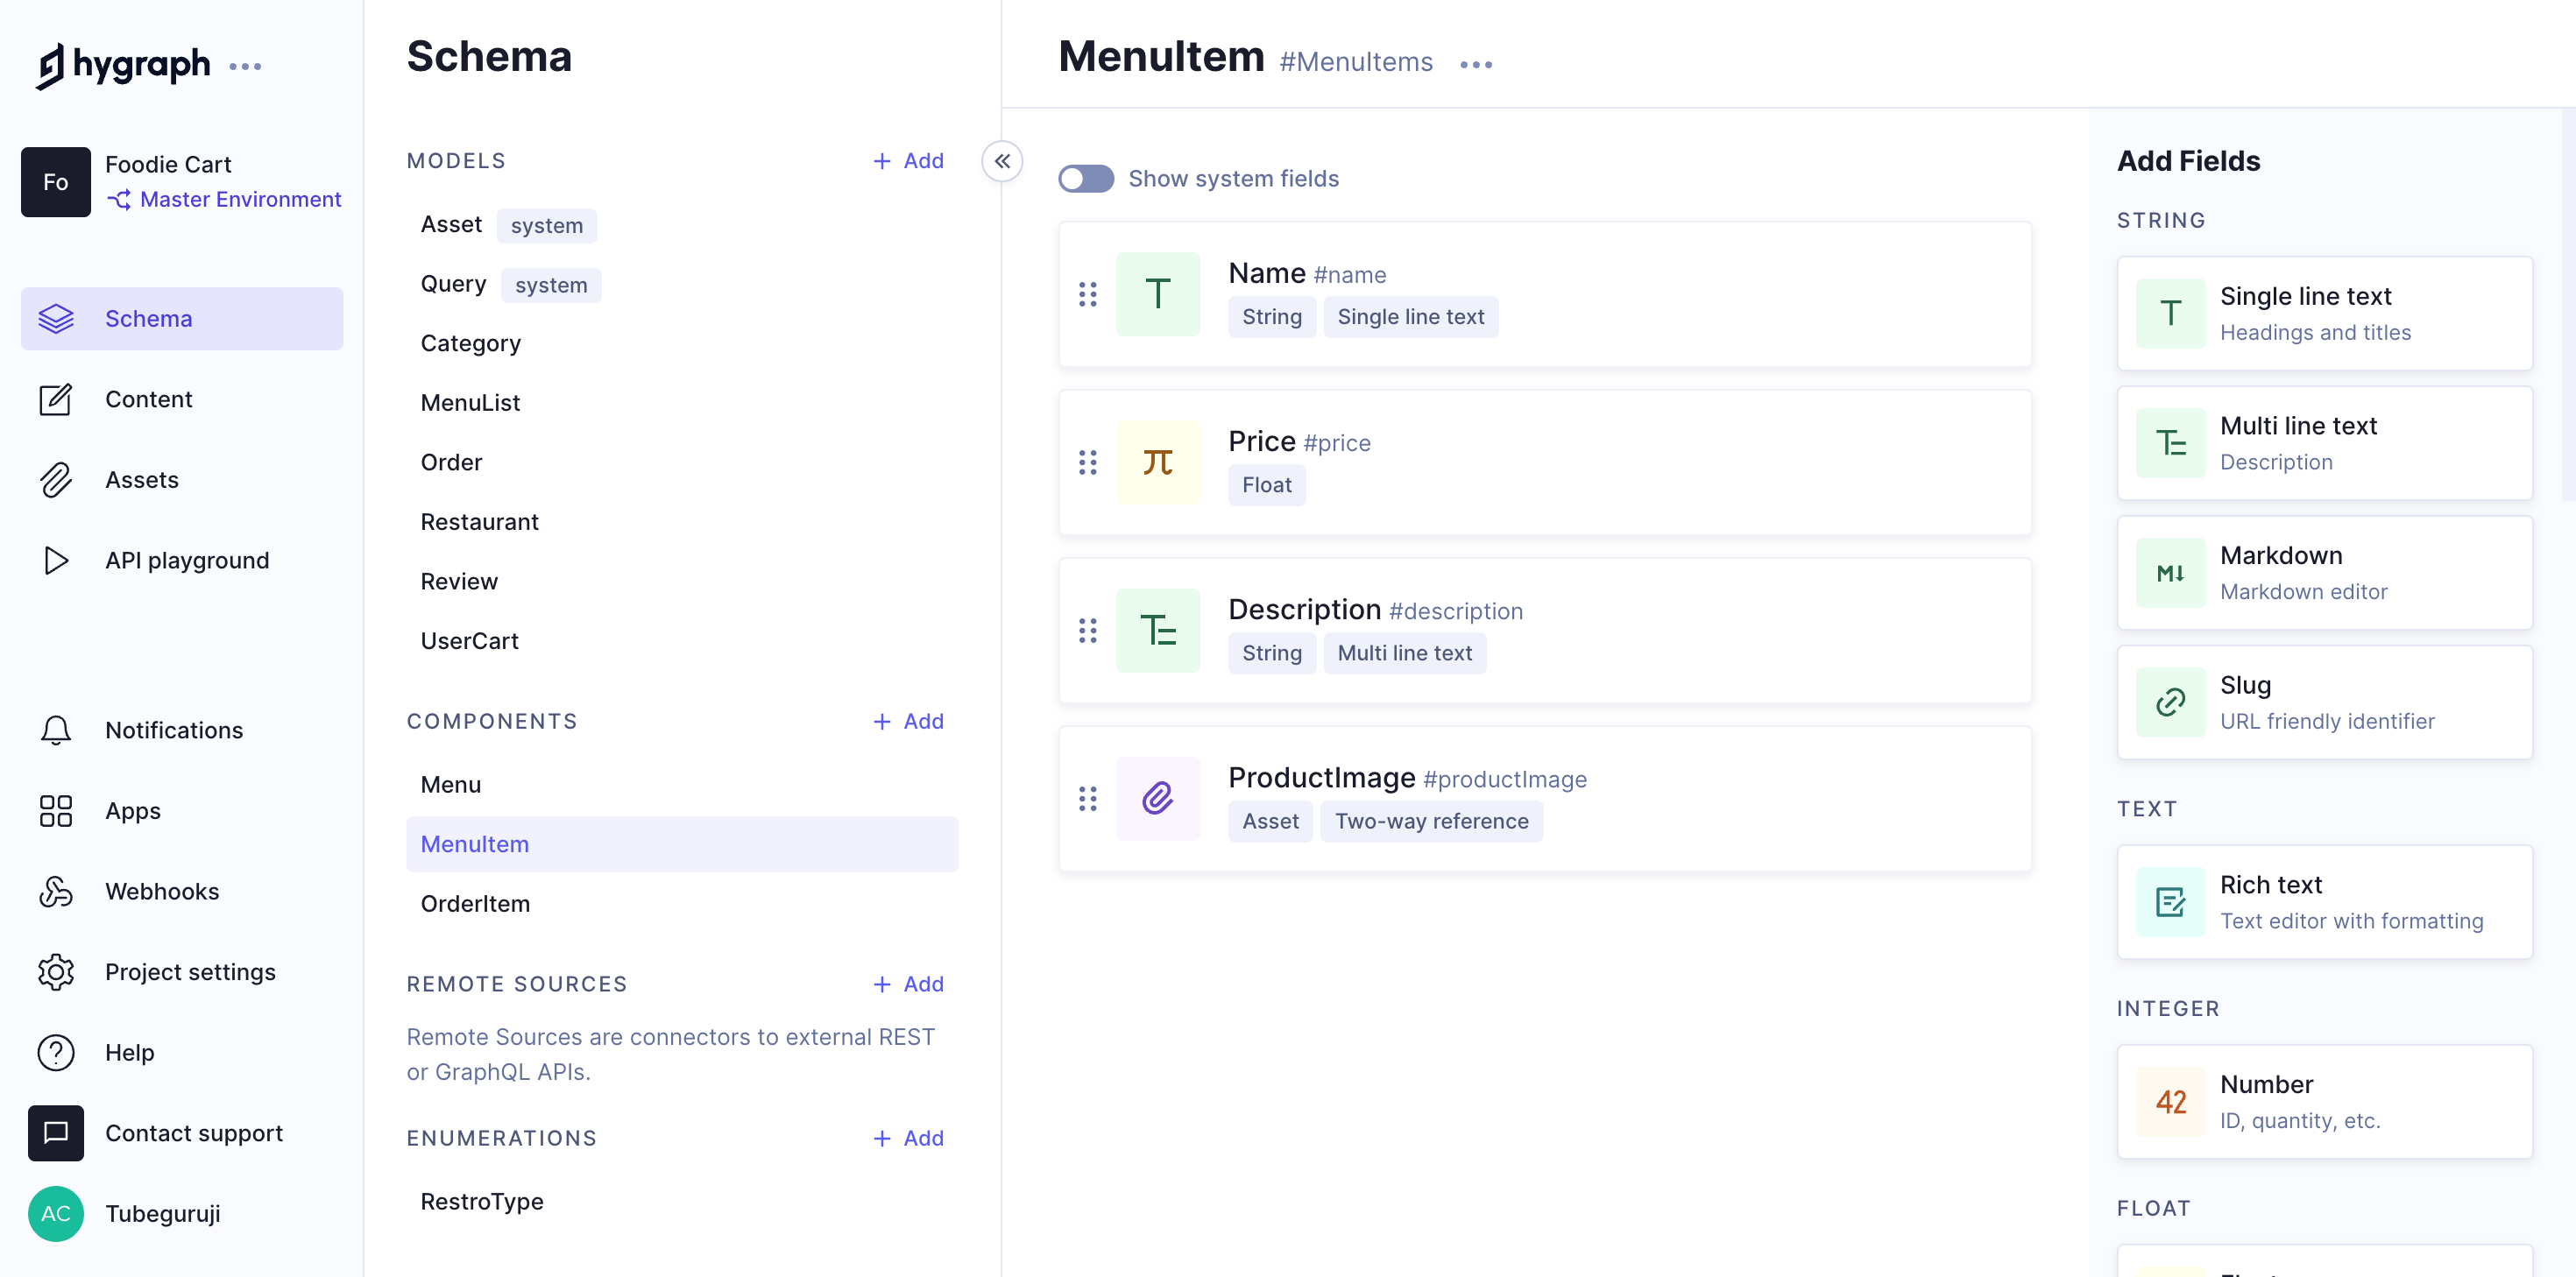 hygraph
Fo
Foodie Cart
Master Environment
Schema
Content
Assets
API playground
Notifications
Apps
Webhooks
Project settings
Help
Contact support
AC
Tubeguruji
Schema
MODELS
+ Add
Asset system
Query system
Category
MenuList
Order
Restaurant
Review
UserCart
COMPONENTS
+ Add
Menu
MenuItem
OrderItem
REMOTE SOURCES
+ Add
Remote Sources are connectors to external REST
or GraphQL APIs.
ENUMERATIONS
+ Add
RestroType
MenuItem #MenuItems
Show system fields
T
Name #name
String Single line text
π
Price #price
Float
Description #description
String Multi line text
ProductImage #productImage
Asset Two-way reference
Add Fields
STRING
T
Single line text
Headings and titles
Multi line text
Description
M↓
Markdown
Markdown editor
Slug
URL friendly identifier
TEXT
Rich text
Text editor with formatting
INTEGER
42
Number
ID, quantity, etc.
FLOAT